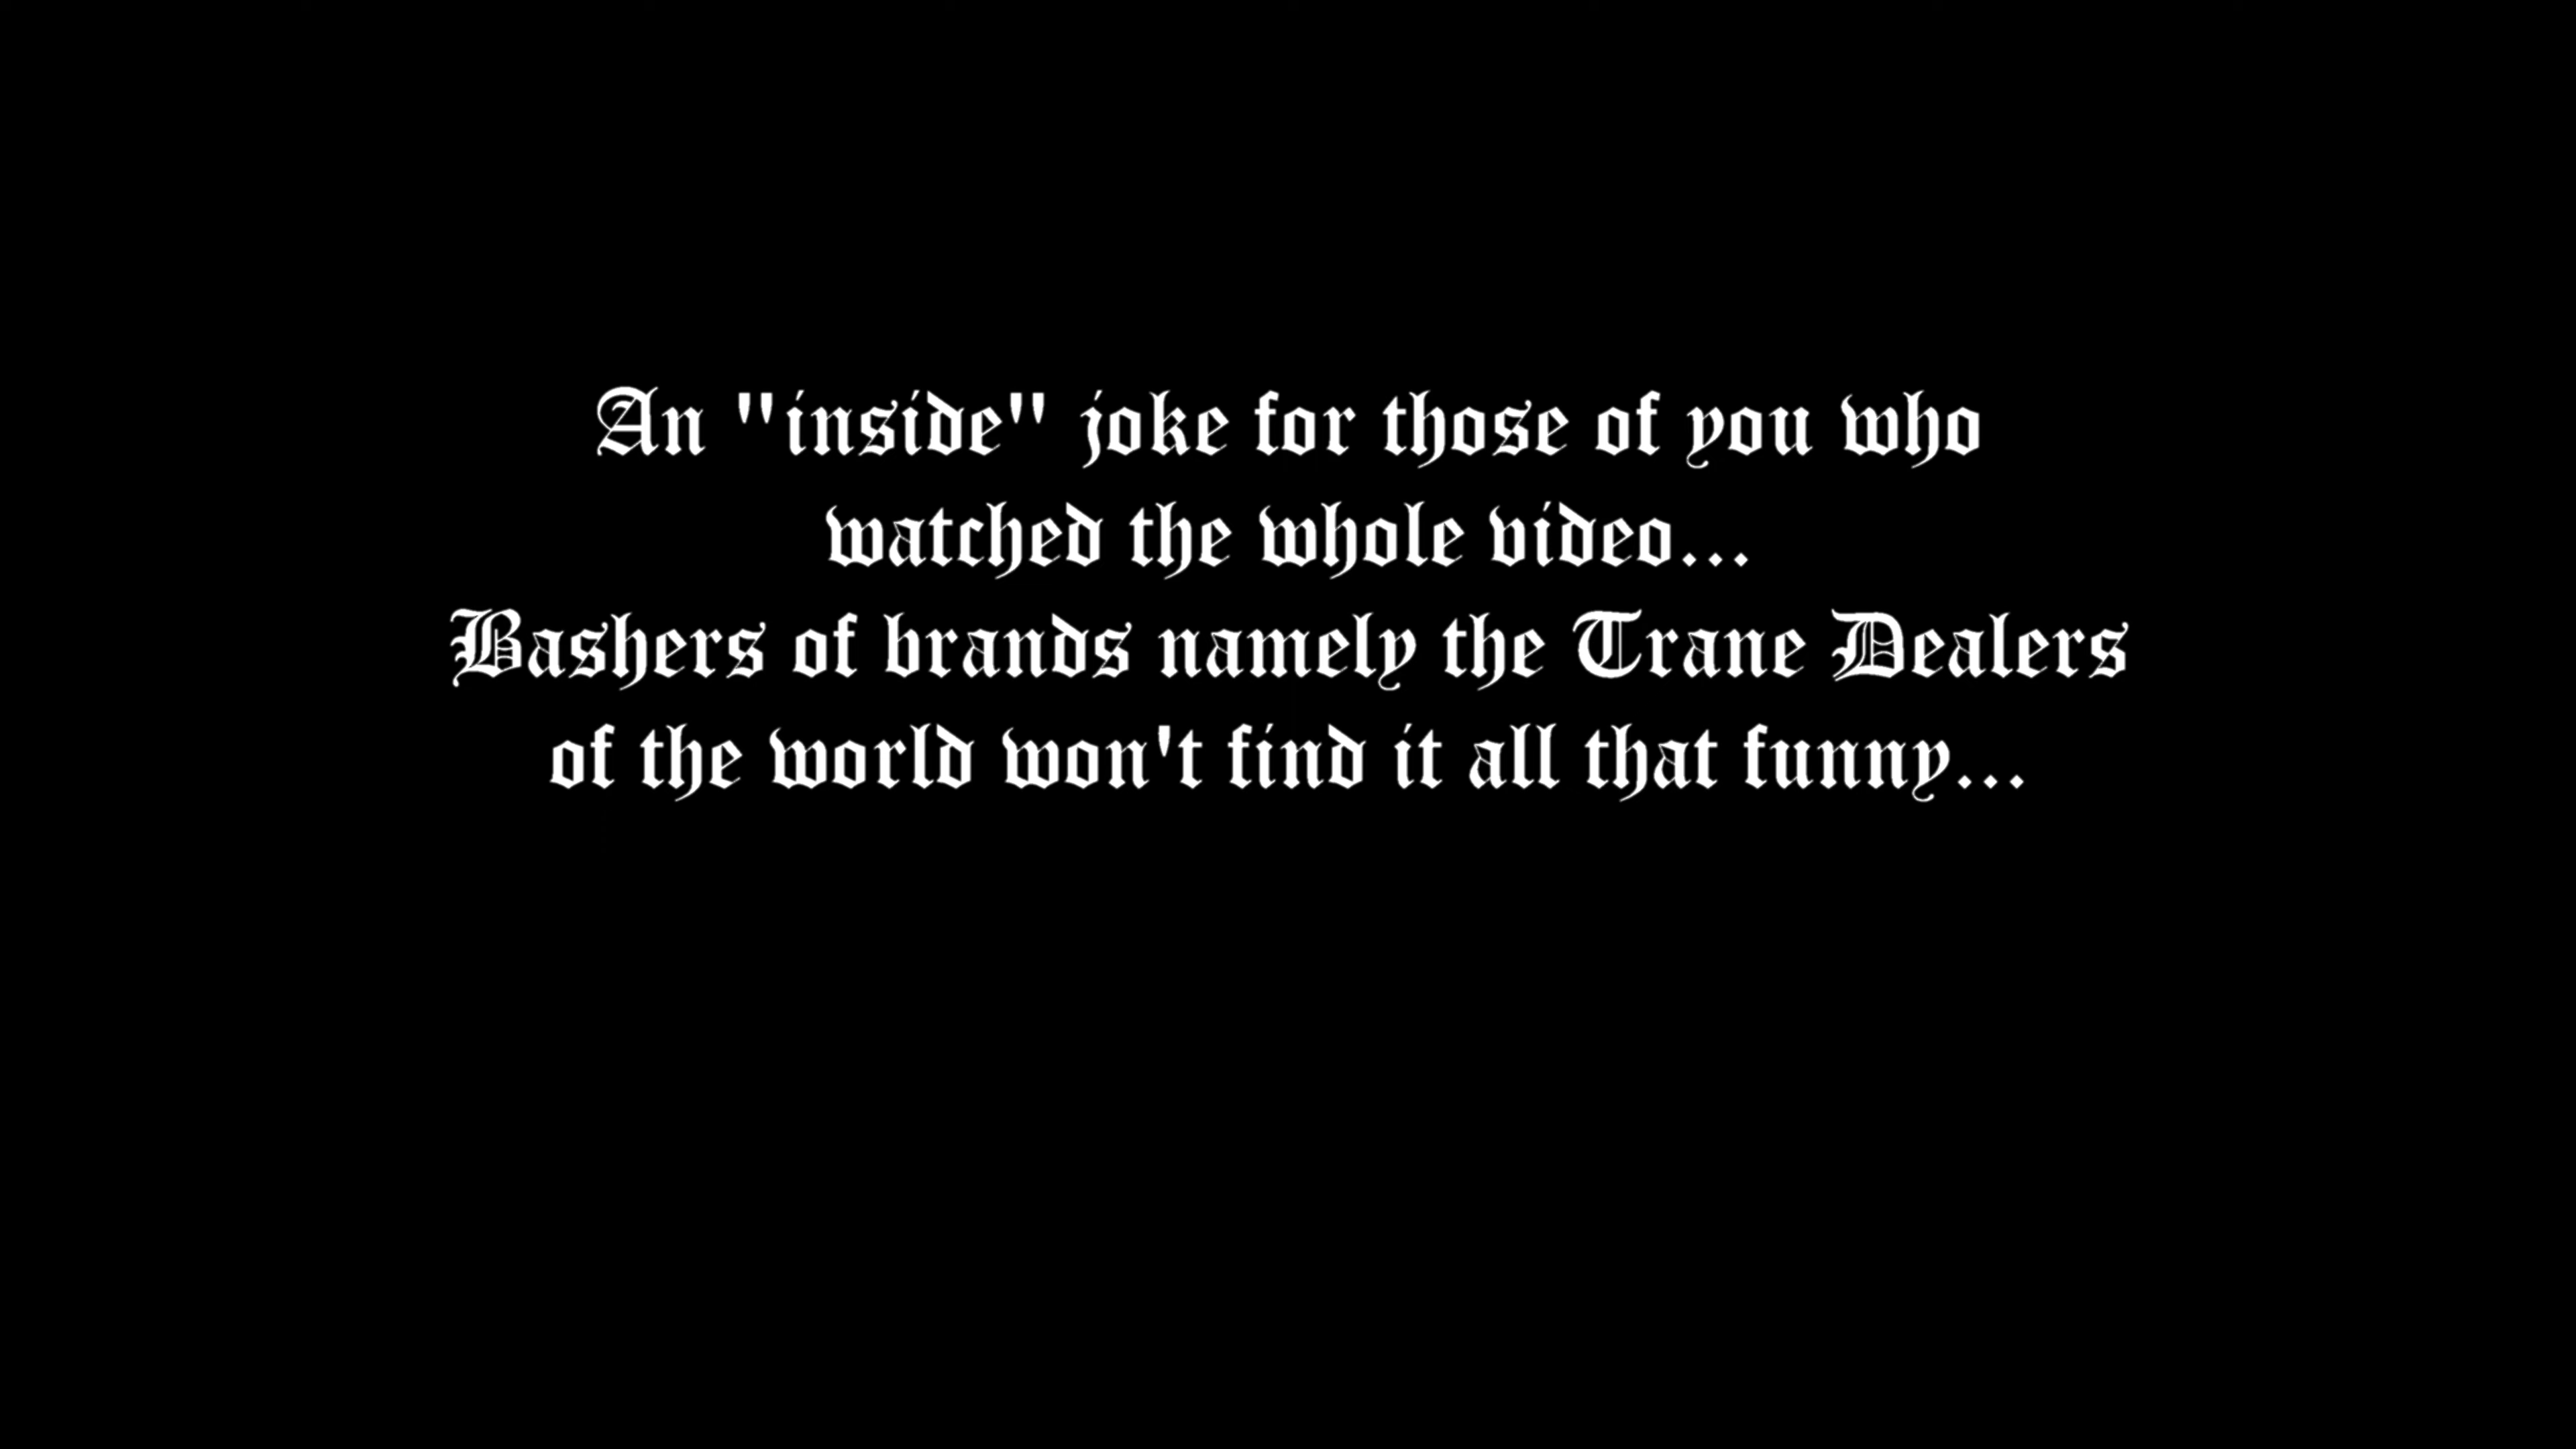 An "inside" joke for those of you who
watched the whole video...
Bashers of brands namely the Trane Dealers
of the world won't find it all that funny...